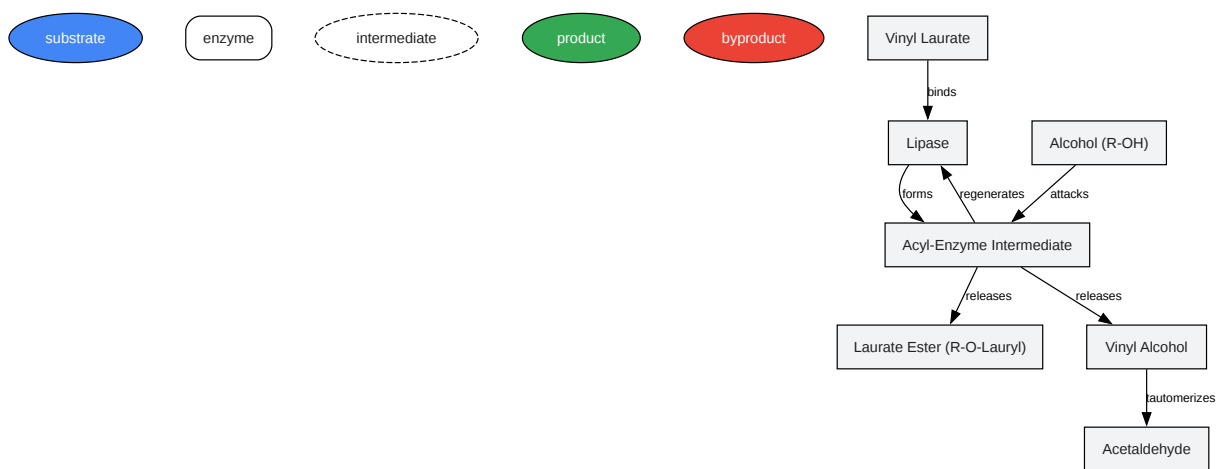 substrate
enzyme
intermediate
product
byproduct
Vinyl Laurate
binds
Lipase
Alcohol (R-OH)
forms
regenerates
attacks
Acyl-Enzyme Intermediate
releases
releases
Laurate Ester (R-O-Lauryl)
Vinyl Alcohol
tautomerizes
Acetaldehyde